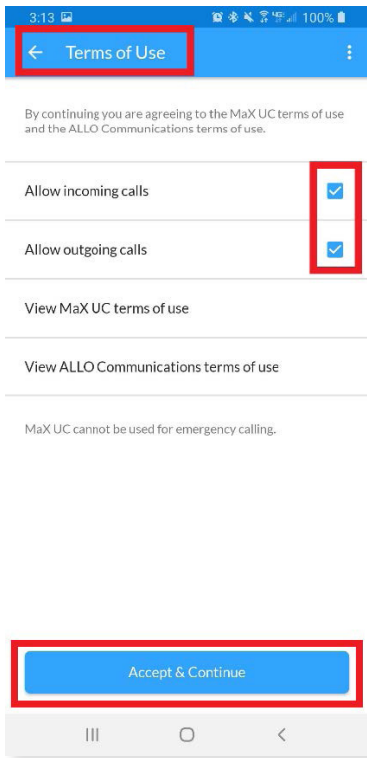 3:13 4G 100%
Terms of Use
By continuing you are agreeing to the MaX UC terms of use
and the ALLO Communications terms of use.
Allow incoming calls
Allow outgoing calls
View MaX UC terms of use
View ALLO Communications terms of use
MaX UC cannot be used for emergency calling.
Accept & Continue